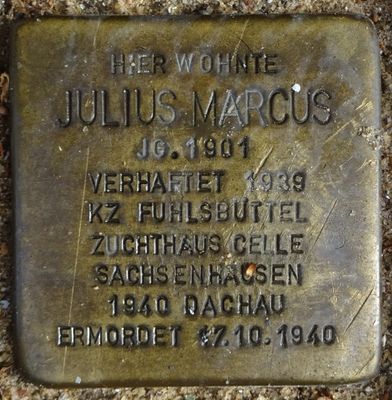 HIER WOHNTE
JULIUS MARCUS
JG. 1901
VERHAFTET 1939
KZ FUHLSBÜTTEL
ZUCHTHAUS CELLE
SACHSENHAUSEN
1940 DACHAU
ERMORDET 17.10.1940